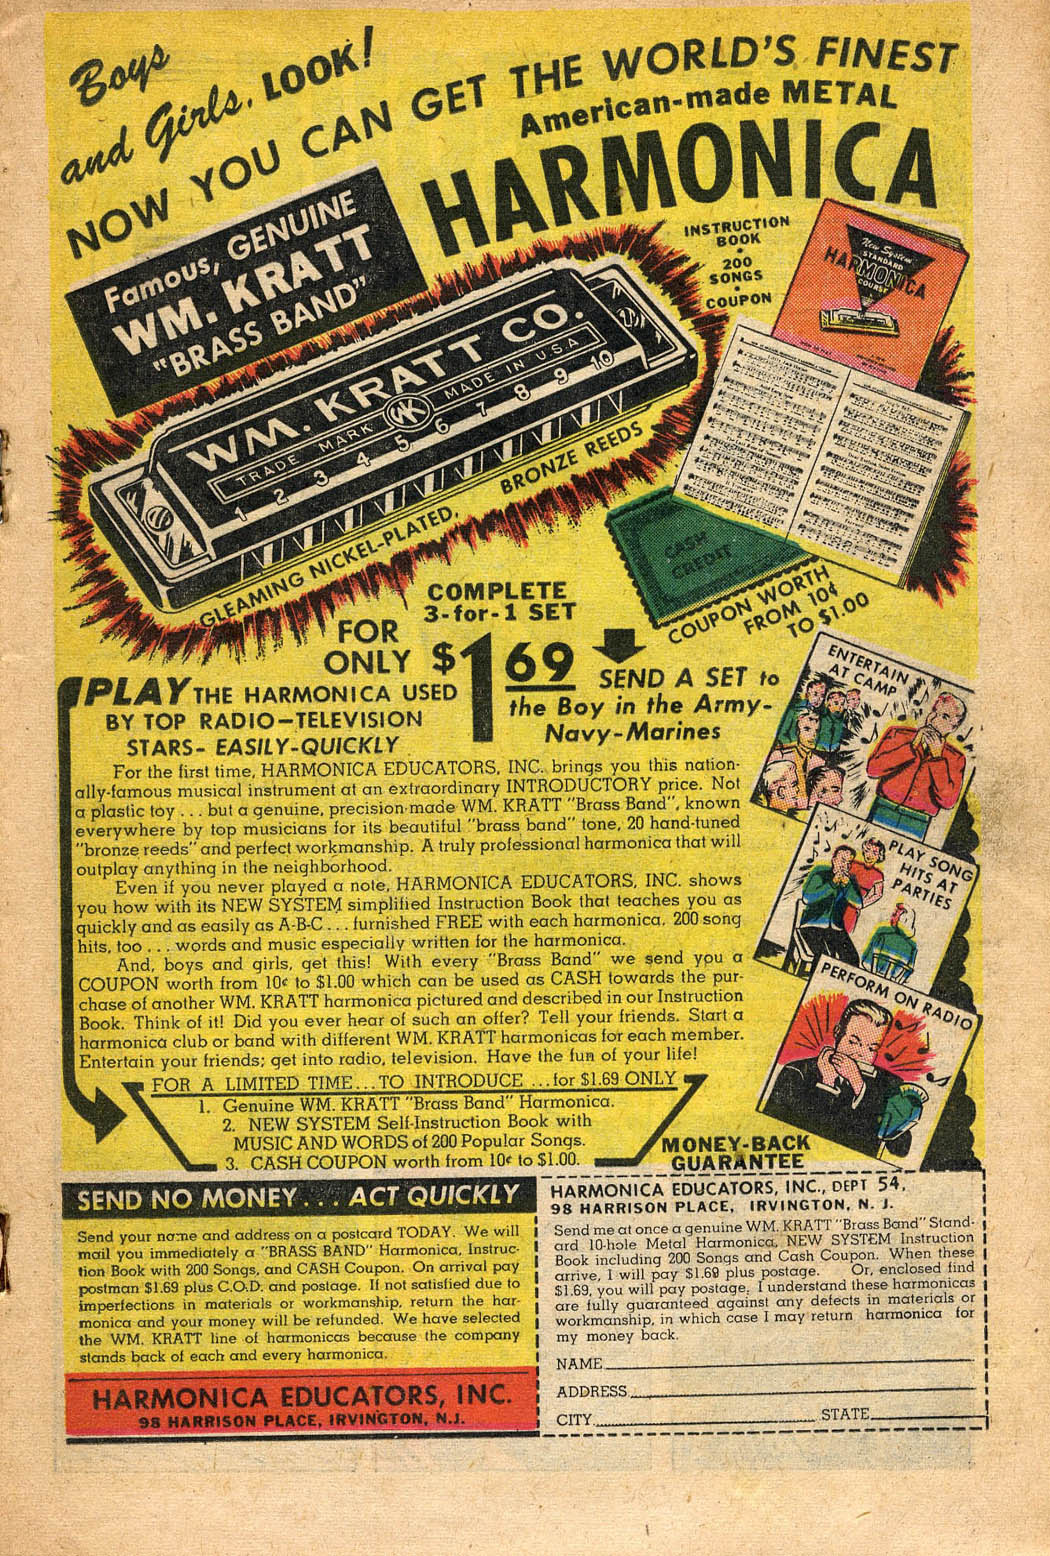 Boys
and Girls, LOOK!
NOW YOU CAN GET THE WORLD'S FINEST
American-made METAL
HARMONICA
Famous, GENUINE
WM. KRATT
"BRASS BAND"
WM. KRATT CO.
TRADE MARK WK MADE IN U.S.A
1 2 3 4 5 6 7 8 9 10
GLEAMING NICKEL-PLATED,
BRONZE REEDS
INSTRUCTION
BOOK
•
200
SONGS
•
COUPON
New System
STANDARD
HARMONICA
COURSE
CASH
CREDIT
COUPON WORTH
FROM 10¢
TO $1.00
COMPLETE
3-for-1 SET
FOR
ONLY $1.69
SEND A SET to
the Boy in the Army-
Navy-Marines
PLAY THE HARMONICA USED
BY TOP RADIO—TELEVISION
STARS- EASILY-QUICKLY
ENTERTAIN
AT CAMP
PLAY SONG
HITS AT
PARTIES
PERFORM ON RADIO
For the first time, HARMONICA EDUCATORS, INC. brings you this nation-
ally-famous musical instrument at an extraordinary INTRODUCTORY price. Not
a plastic toy . . . but a genuine, precision-made WM. KRATT "Brass Band", known
everywhere by top musicians for its beautiful "brass band" tone, 20 hand-tuned
"bronze reeds" and perfect workmanship. A truly professional harmonica that will
outplay anything in the neighborhood.
Even if you never played a note, HARMONICA EDUCATORS, INC. shows
you how with its NEW SYSTEM simplified Instruction Book that teaches you as
quickly and as easily as A-B-C . . . furnished FREE with each harmonica. 200 song
hits, too . . . words and music especially written for the harmonica.
And, boys and girls, get this! With every "Brass Band" we send you a
COUPON worth from 10¢ to $1.00 which can be used as CASH towards the pur-
chase of another WM. KRATT harmonica pictured and described in our Instruction
Book. Think of it! Did you ever hear of such an offer? Tell your friends. Start a
harmonica club or band with different WM. KRATT harmonicas for each member.
Entertain your friends; get into radio, television. Have the fun of your life!
FOR A LIMITED TIME . . . TO INTRODUCE . . . for $1.69 ONLY
1. Genuine WM. KRATT "Brass Band" Harmonica.
2. NEW SYSTEM Self-Instruction Book with
MUSIC AND WORDS of 200 Popular Songs.
3. CASH COUPON worth from 10¢ to $1.00.
MONEY-BACK
GUARANTEE
SEND NO MONEY . . . ACT QUICKLY
Send your name and address on a postcard TODAY. We will
mail you immediately a "BRASS BAND" Harmonica, Instruc-
tion Book with 200 Songs, and CASH Coupon. On arrival pay
postman $1.69 plus C.O.D. and postage. If not satisfied due to
imperfections in materials or workmanship, return the har-
monica and your money will be refunded. We have selected
the WM. KRATT line of harmonicas because the company
stands back of each and every harmonica.
HARMONICA EDUCATORS, INC.
98 HARRISON PLACE, IRVINGTON, N.J.
HARMONICA EDUCATORS, INC., DEPT 54,
98 HARRISON PLACE, IRVINGTON, N. J.
Send me at once a genuine WM. KRATT "Brass Band" Stand-
ard 10-hole Metal Harmonica, NEW SYSTEM Instruction
Book including 200 Songs and Cash Coupon. When these
arrive, I will pay $1.69 plus postage. Or, enclosed find
$1.69, you will pay postage. I understand these harmonicas
are fully guaranteed against any defects in materials or
workmanship, in which case I may return harmonica for
my money back.
NAME
ADDRESS
CITY STATE